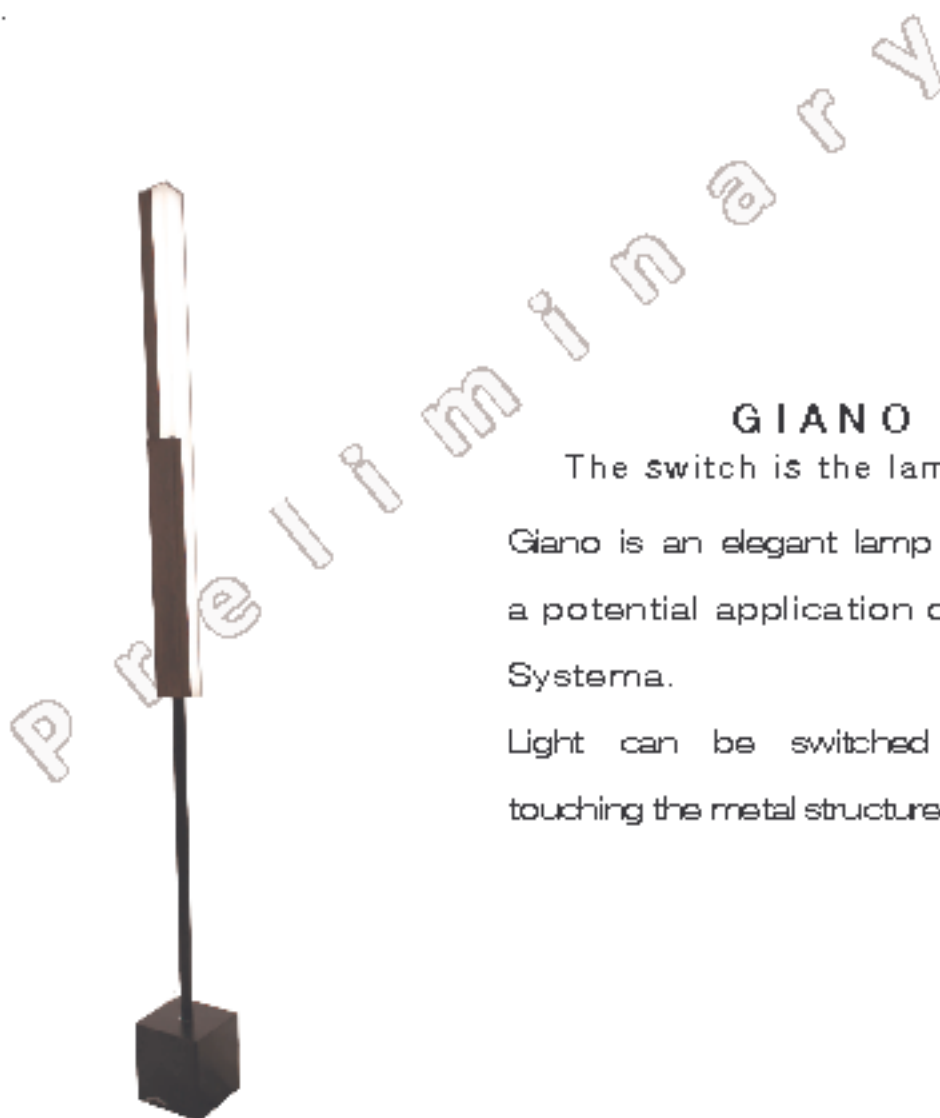 Preliminary
GIANO
The switch is the
Giano is an elegant lamp
a potential application
Systema.
Light can be switched
touching the metal structure